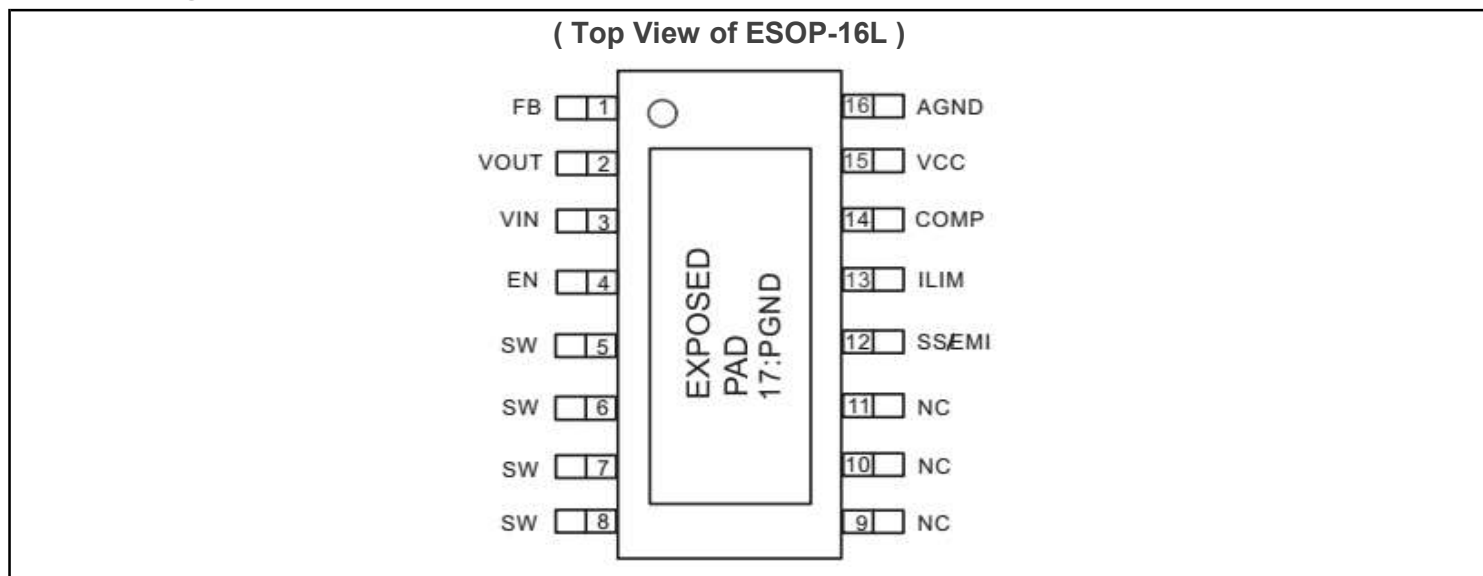 ( Top View of ESOP-16L )
FB 1
16 AGND
VOUT 2
15 VCC
VIN 3
14 COMP
EN 4
13 ILIM
SW 5
12 SS/EMI
SW 6
11 NC
SW 7
10 NC
SW 8
9 NC
EXPOSED
PAD
17:PGND